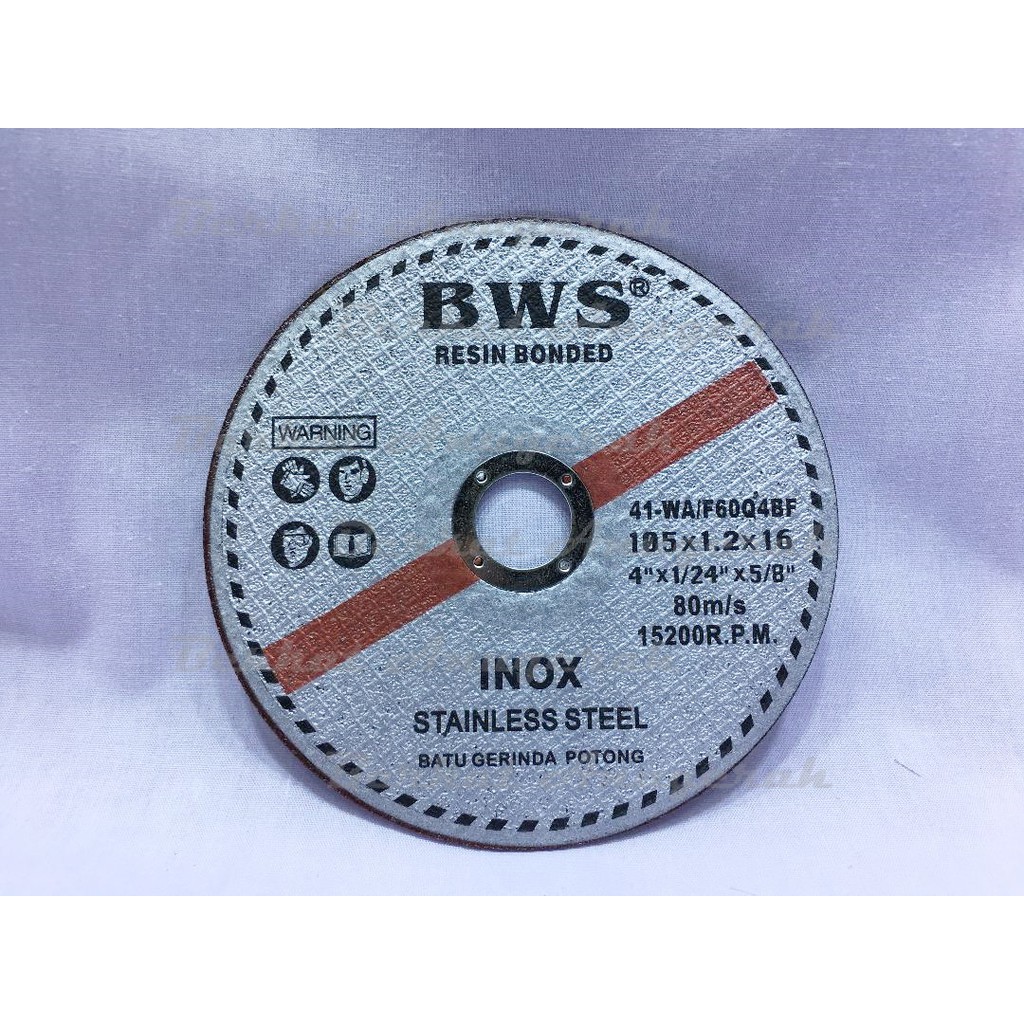 BWS®
RESIN BONDED
WARNING
41-WA/F60Q4BF
105x1.2x16
4"x1/24"x5/8"
80m/s
15200R.P.M.
INOX
STAINLESS STEEL
BATU GERINDA POTONG